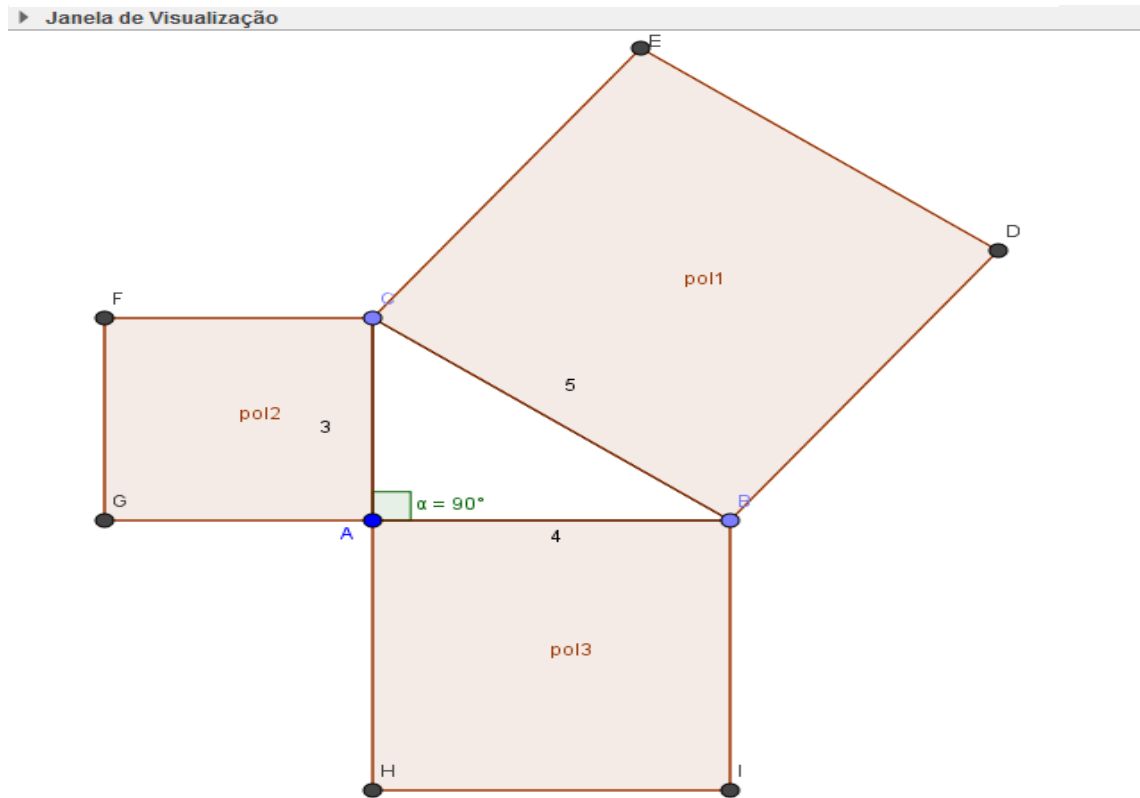 Janela de Visualização
E
D
pol1
F
C
5
pol2
3
G
α = 90°
B
A
4
pol3
H
I